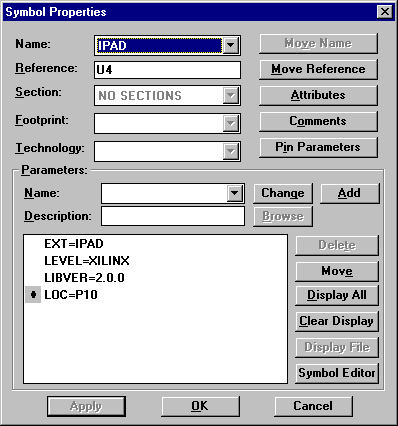 Symbol Properties
Name: IPAD Move Name
Reference: U4 Move Reference
Section: NO SECTIONS Attributes
Footprint: Comments
Technology: Pin Parameters
Parameters:
Name: Change Add
Description: Browse
EXT=IPAD Delete
LEVEL=XILINX Move
LIBVER=2.0.0 Display All
LOC=P10 Clear Display
Display File
Symbol Editor
Apply OK Cancel